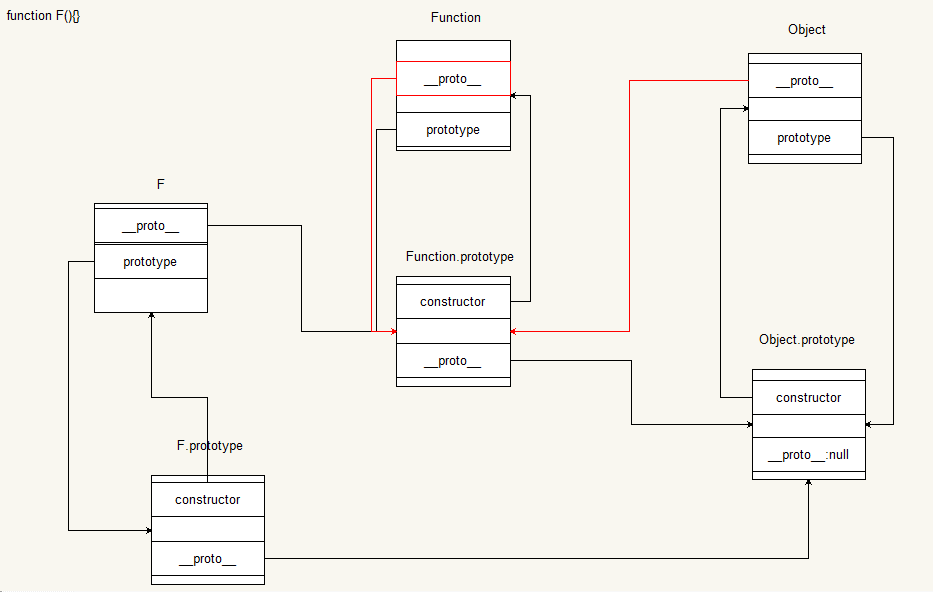 function F(){}
Function
__proto__
prototype
Object
__proto__
prototype
F
__proto__
prototype
Function.prototype
constructor
__proto__
Object.prototype
constructor
__proto__:null
F.prototype
constructor
__proto__